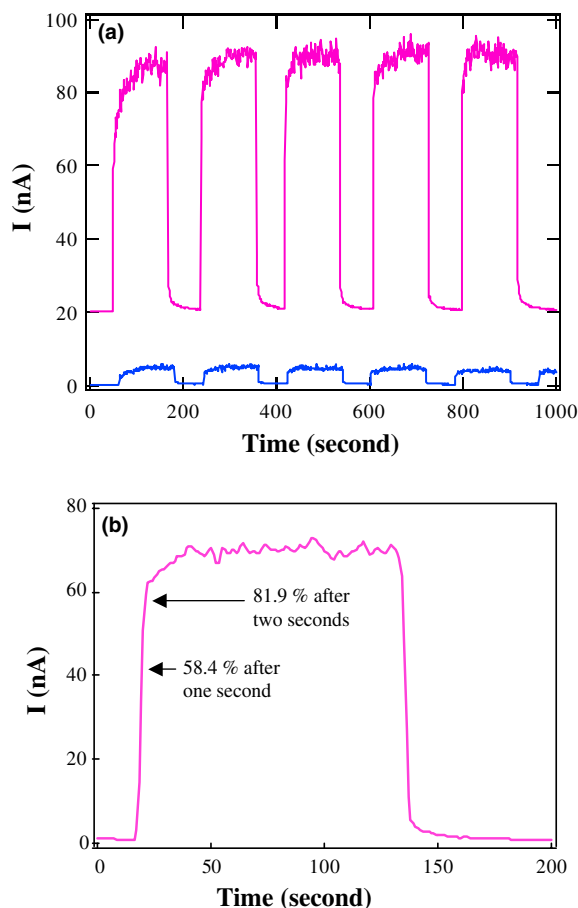 (a)
100
80
60
40
20
0
I (nA)
0 200 400 600 800 1000
Time (second)
(b)
80
60
40
20
0
I (nA)
81.9 % after
two seconds
58.4 % after
one second
0 50 100 150 200
Time (second)